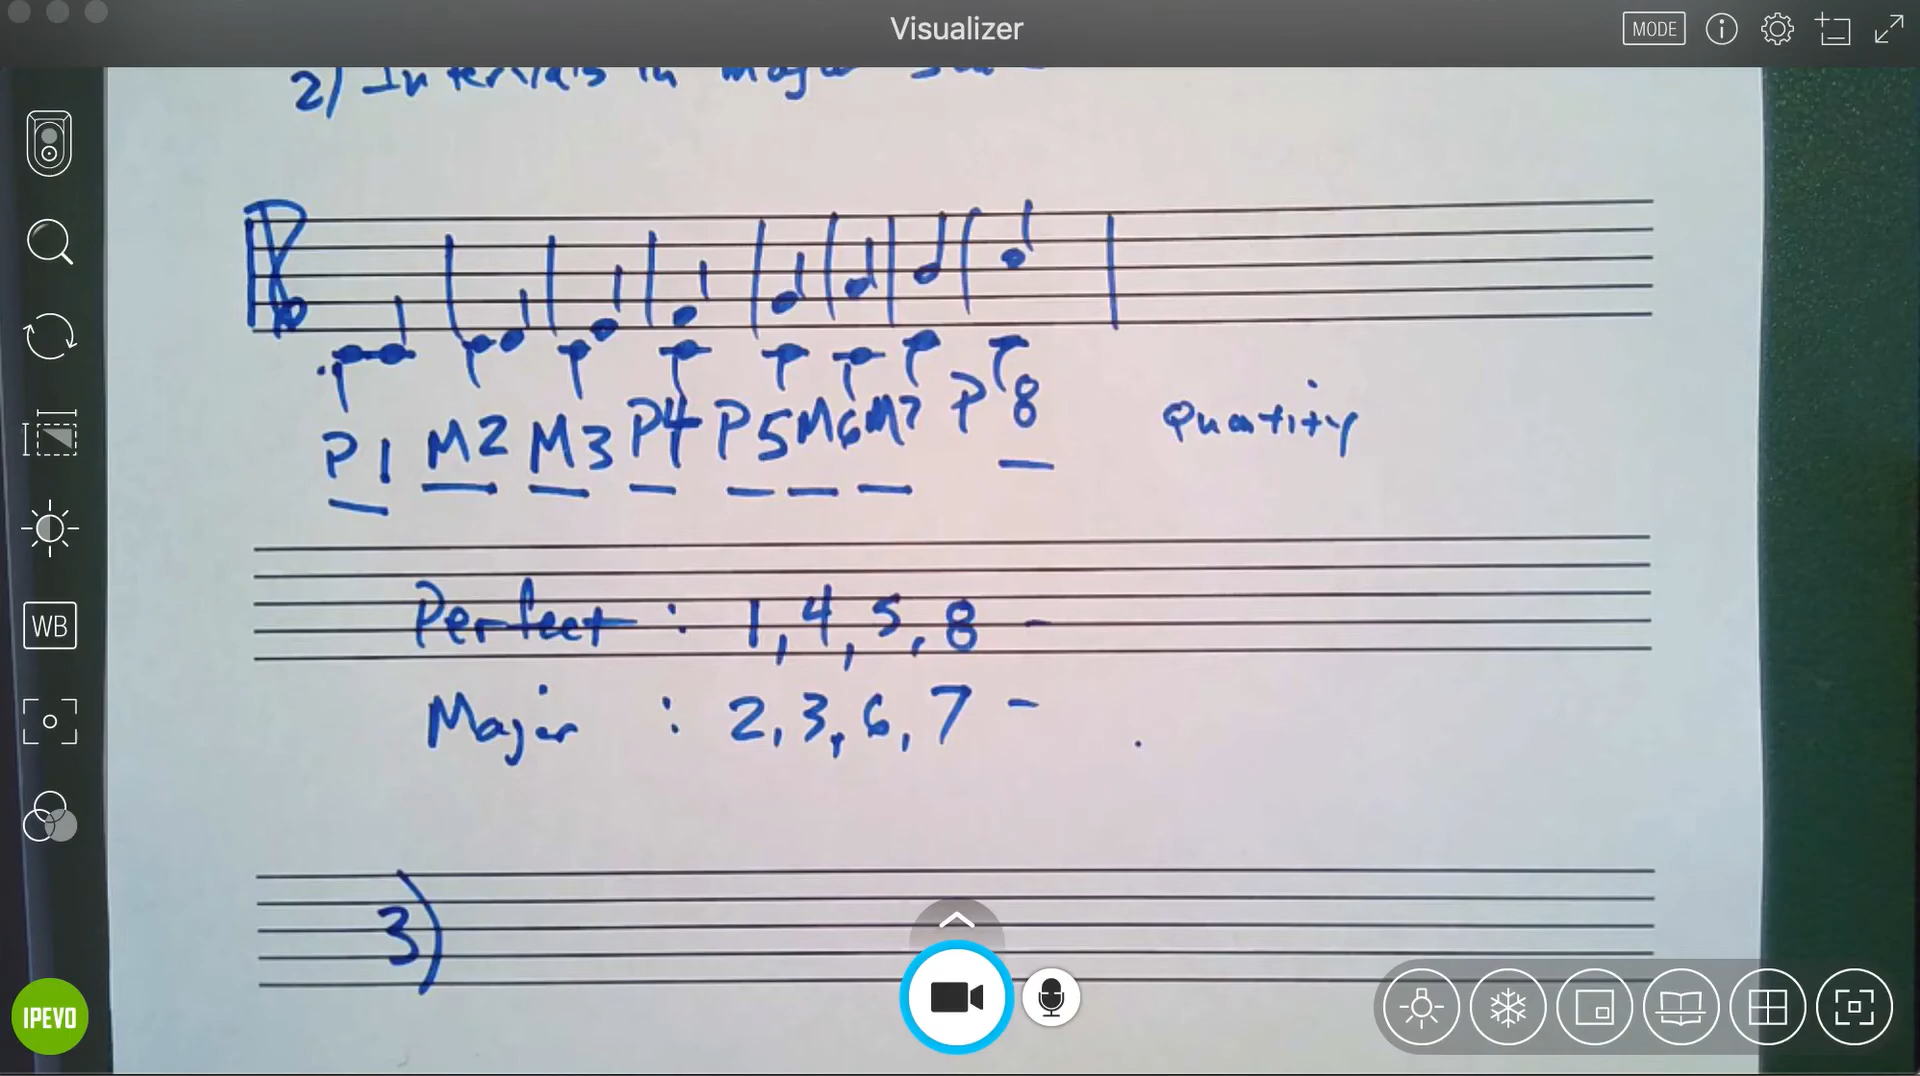 Visualizer
MODE
2) Intervals in Major
P1 M2 M3 P4 P5 M6 M7 P8
Quantity
WB
Perfect : 1, 4, 5, 8 -
Major : 2, 3, 6, 7 -
3)
IPEVO